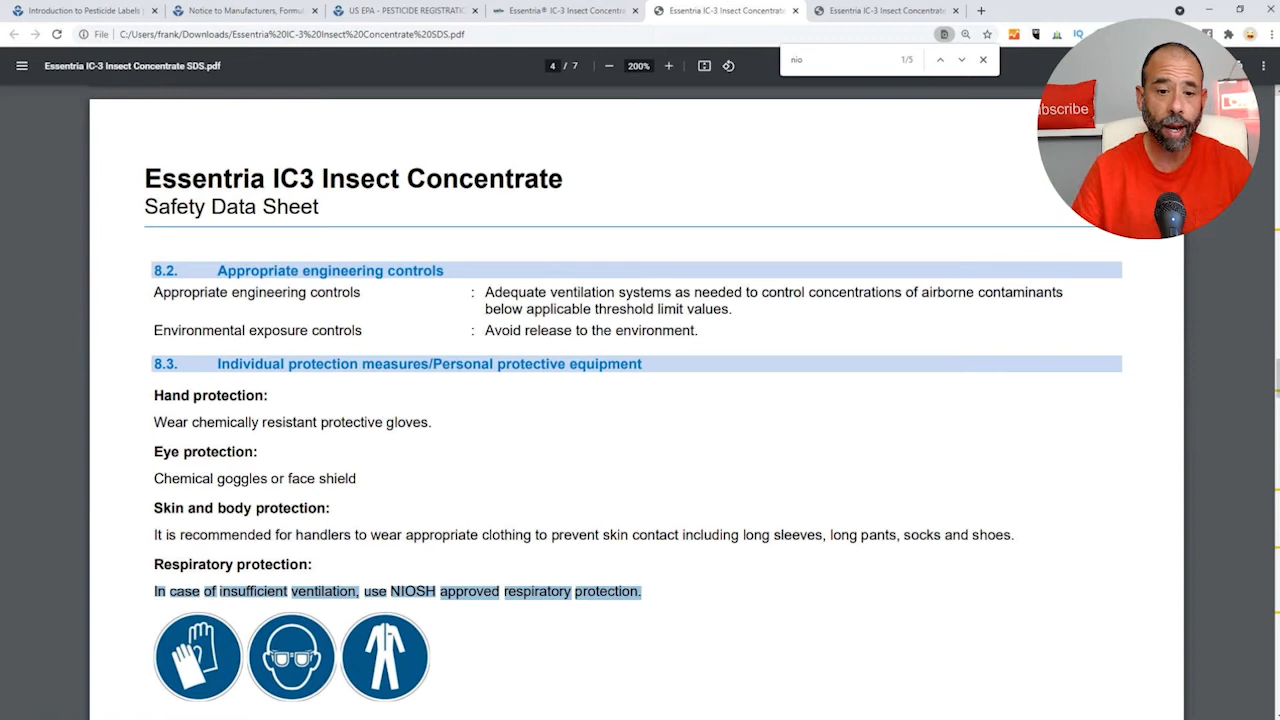 Introduction to Pesticide Labels
Notice to Manufacturers, Formul
US EPA - PESTICIDE REGISTRATI
Essentria® IC-3 Insect Concentra
Essentria IC-3 Insect Concentrate
Essentria IC-3 Insect Concentrate
File
C:/Users/frank/Downloads/Essentria%20IC-3%20Insect%20Concentrate%20SDS.pdf
Essentria IC-3 Insect Concentrate SDS.pdf
4 / 7
200%
nio
1/5
ubscribe
Essentria IC3 Insect Concentrate
Safety Data Sheet
8.2. Appropriate engineering controls
Appropriate engineering controls : Adequate ventilation systems as needed to control concentrations of airborne contaminants
below applicable threshold limit values.
Environmental exposure controls : Avoid release to the environment.
8.3. Individual protection measures/Personal protective equipment
Hand protection:
Wear chemically resistant protective gloves.
Eye protection:
Chemical goggles or face shield
Skin and body protection:
It is recommended for handlers to wear appropriate clothing to prevent skin contact including long sleeves, long pants, socks and shoes.
Respiratory protection:
In case of insufficient ventilation, use NIOSH approved respiratory protection.